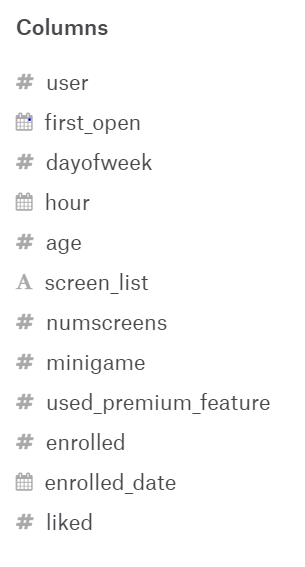 Columns
# user
first_open
# dayofweek
hour
# age
A screen_list
# numscreens
# minigame
# used_premium_feature
# enrolled
enrolled_date
# liked